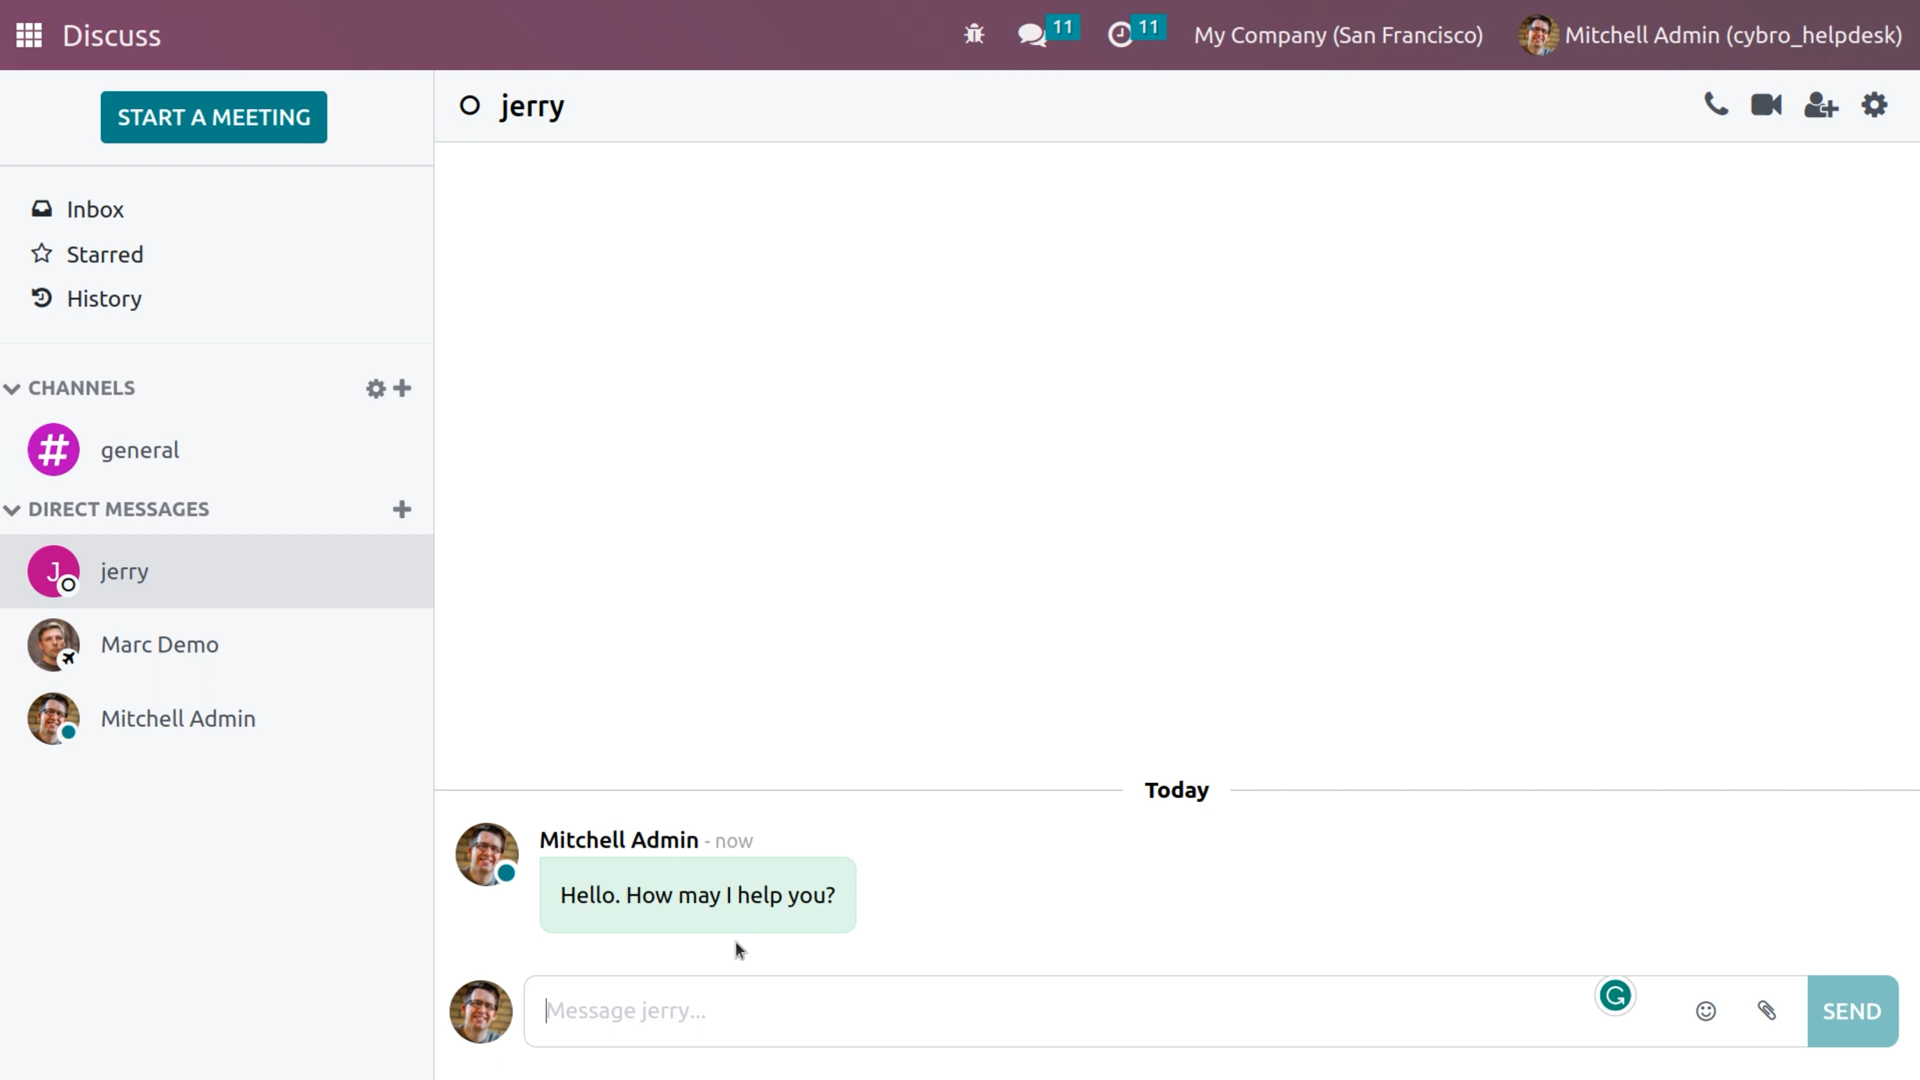 Discuss
11
11
My Company (San Francisco)
Mitchell Admin (cybro_helpdesk)
START A MEETING
Inbox
Starred
History
CHANNELS
# general
DIRECT MESSAGES
J jerry
Marc Demo
Mitchell Admin
jerry
Today
Mitchell Admin - now
Hello. How may I help you?
Message jerry...
G
SEND